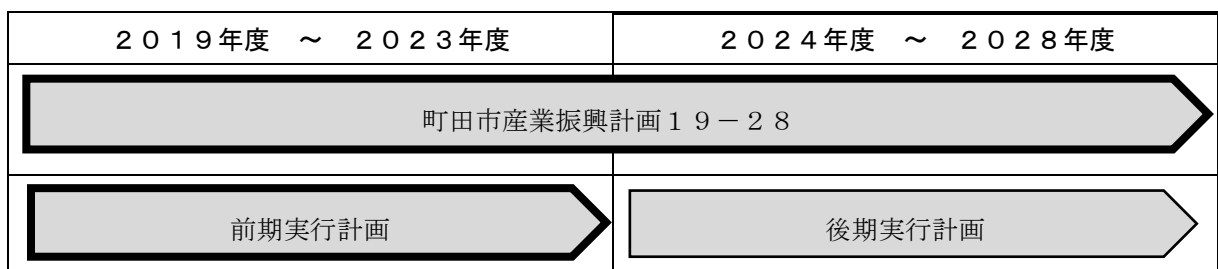 ２０１９年度　～　２０２３年度
２０２４年度　～　２０２８年度
町田市産業振興計画１９－２８
前期実行計画
後期実行計画